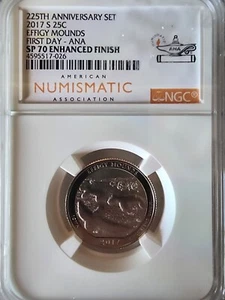 225TH ANNIVERSARY SET
2017 S 25C
EFFIGY MOUNDS
FIRST DAY - ANA
SP 70 ENHANCED FINISH
4595517-026
ANA
AMERICAN
NUMISMATIC
ASSOCIATION
NGC
EFFIGY MOUNDS
2017